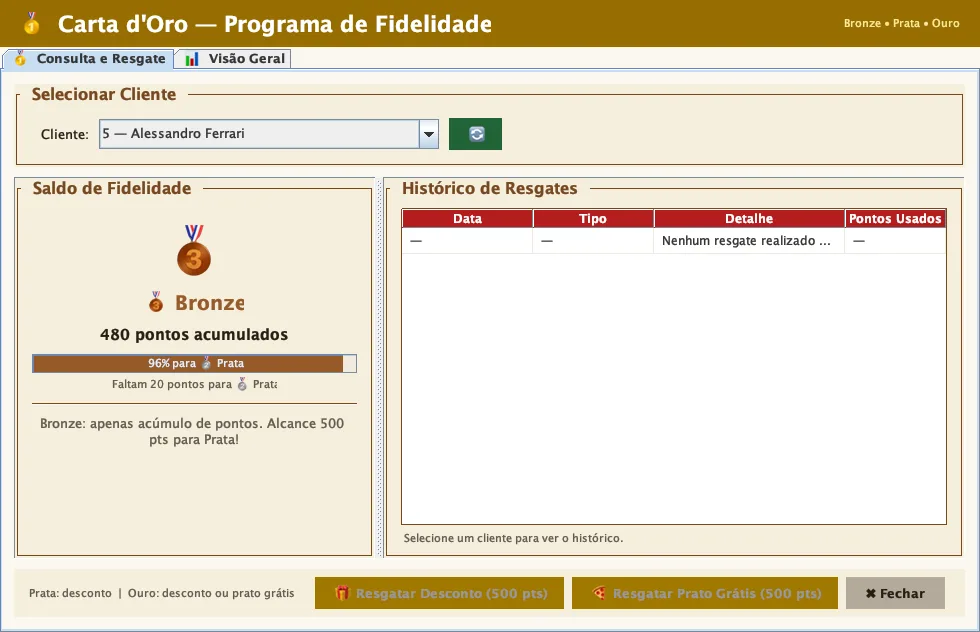 Carta d'Oro — Programa de Fidelidade
Bronze • Prata • Ouro
Consulta e Resgate
Visão Geral
Selecionar Cliente
Cliente:
5 — Alessandro Ferrari
Saldo de Fidelidade
3
3 Bronze
480 pontos acumulados
96% para Prata
Faltam 20 pontos para Prata
Bronze: apenas acúmulo de pontos. Alcance 500
pts para Prata!
Histórico de Resgates
Data Tipo Detalhe Pontos Usados
— — Nenhum resgate realizado ... —
Selecione um cliente para ver o histórico.
Prata: desconto | Ouro: desconto ou prato grátis
Resgatar Desconto (500 pts)
Resgatar Prato Grátis (500 pts)
✖ Fechar